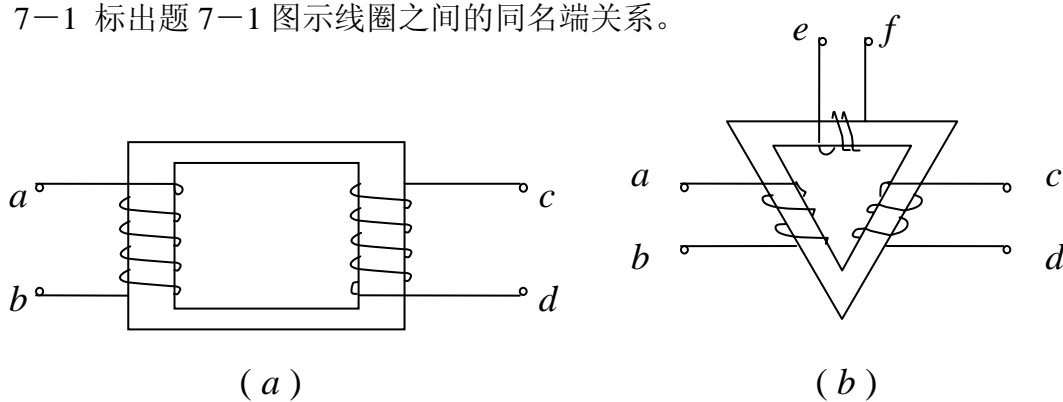 7－1 标出题 7－1 图示线圈之间的同名端关系。
e f
a c a c
b d b d
( a ) ( b )